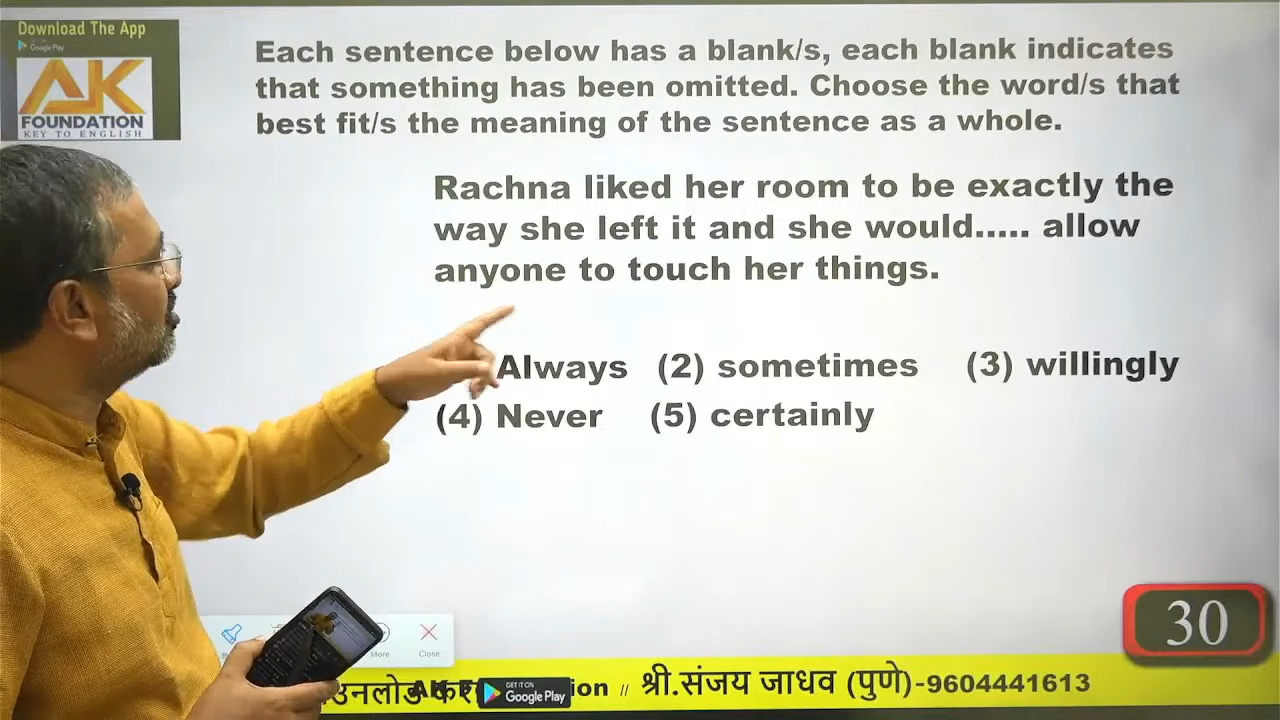 Download The App
Google Play
AK
FOUNDATION
KEY TO ENGLISH
Each sentence below has a blank/s, each blank indicates
that something has been omitted. Choose the word/s that
best fit/s the meaning of the sentence as a whole.
Rachna liked her room to be exactly the
way she left it and she would..... allow
anyone to touch her things.
Always (2) sometimes (3) willingly
(4) Never (5) certainly
30
More
Close
GET IT ON
Google Play
श्री.संजय जाधव (पुणे)-9604441613